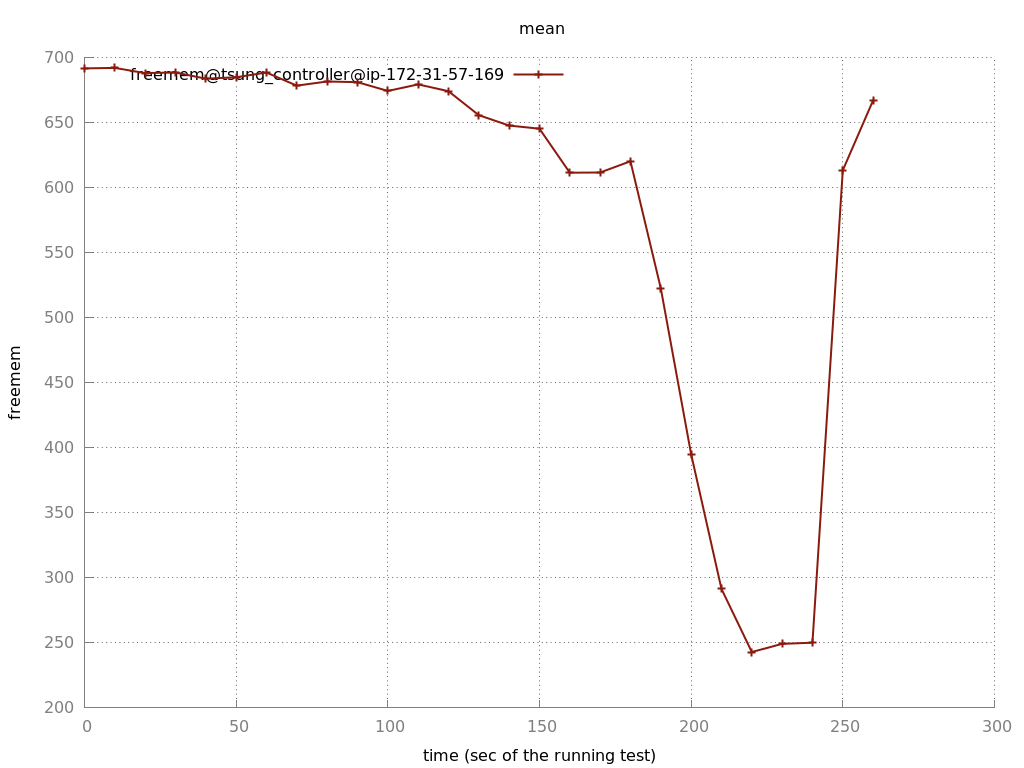 mean
freemem@tsung_controller@ip-172-31-57-169
700
650
600
550
500
450
400
350
300
250
200
freemem
0 50 100 150 200 250 300
time (sec of the running test)